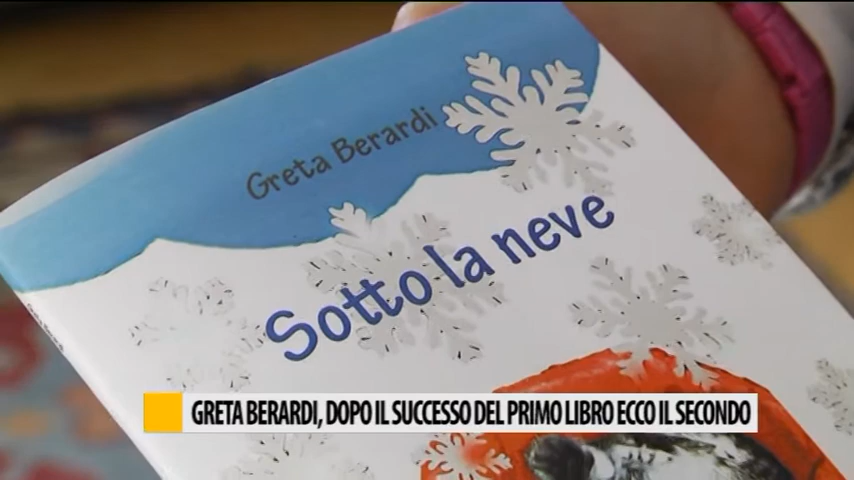 Greta Berardi
Sotto la neve
GRETA BERARDI, DOPO IL SUCCESSO DEL PRIMO LIBRO ECCO IL SECONDO